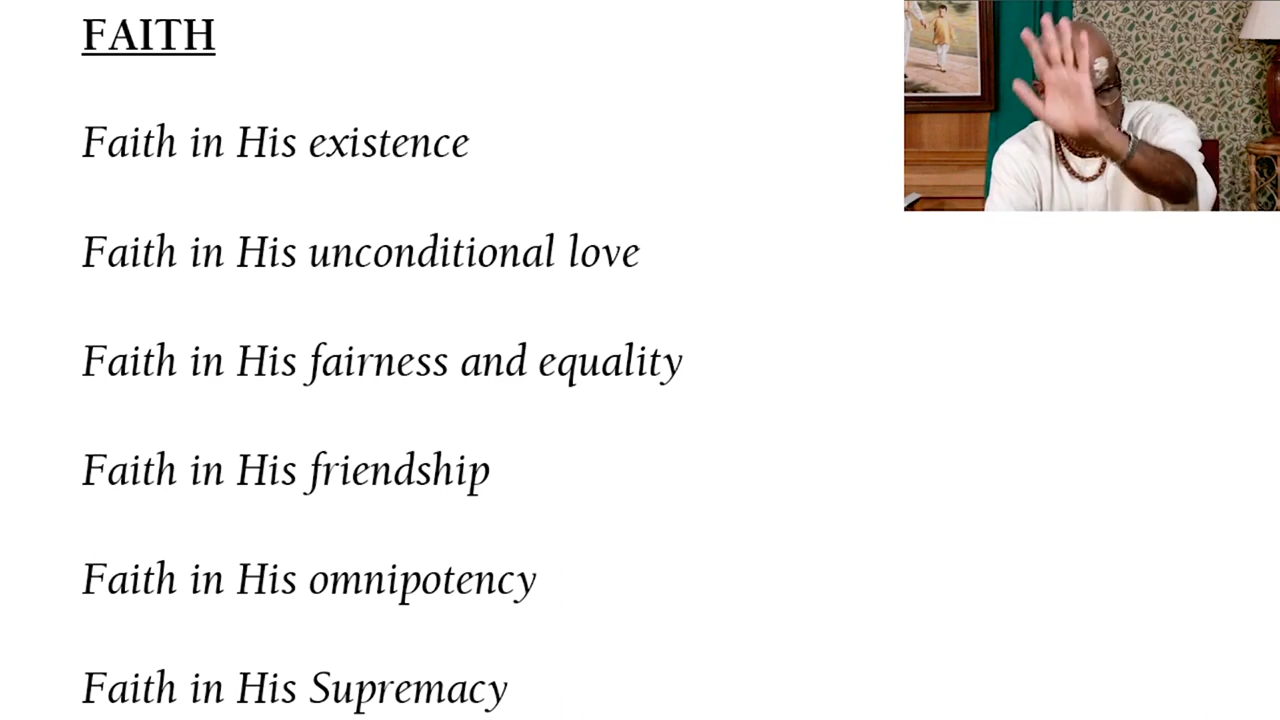 FAITH
Faith in His existence
Faith in His unconditional love
Faith in His fairness and equality
Faith in His friendship
Faith in His omnipotency
Faith in His Supremacy